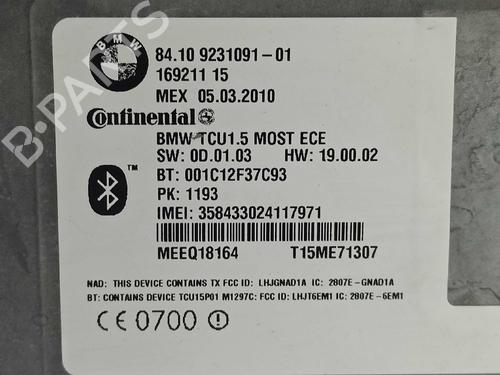 BMW
84.10 9231091-01
169211 15
MEX 05.03.2010
Continental
BMW TCU1.5 MOST ECE
SW: 0D.01.03 HW: 19.00.02
BT: 001C12F37C93
PK: 1193
IMEI: 358433024117971
MEEQ18164 T15ME71307
NAD: THIS DEVICE CONTAINS TX FCC ID: LHJGNAD1A IC: 2807E-GNAD1A
BT: CONTAINS DEVICE TCU15P01 M1297C: FCC ID: LHJT6EM1 IC: 2807E-6EM1
CE0700
B-PARTS